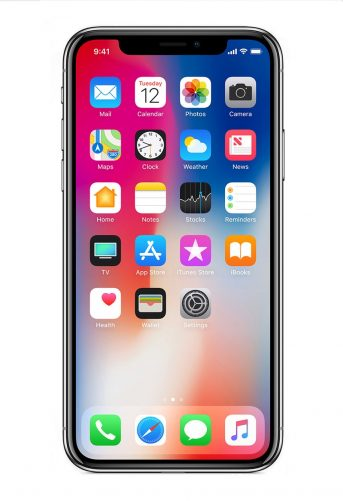 9:41
Tuesday
12
Mail Calendar Photos Camera
Maps Clock Weather News
Home Notes Stocks Reminders
TV App Store iTunes Store iBooks
Health Wallet Settings